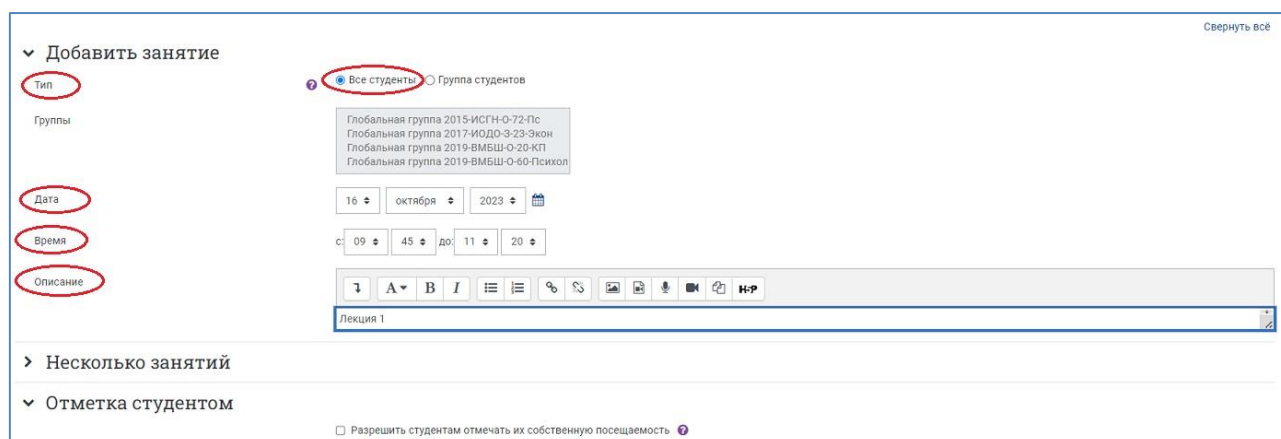 Свернуть всё
Добавить занятие
Тип
Все студенты Группа студентов
Группы
Глобальная группа 2015-ИСГН-О-72-Пс
Глобальная группа 2017-ИОДО-З-23-Экон
Глобальная группа 2019-ВМБШ-О-20-КП
Глобальная группа 2019-ВМБШ-О-60-Психол
Дата
16 октября 2023
Время
с: 09 45 до: 11 20
Описание
A B I H-P
Лекция 1
Несколько занятий
Отметка студентом
Разрешить студентам отмечать их собственную посещаемость